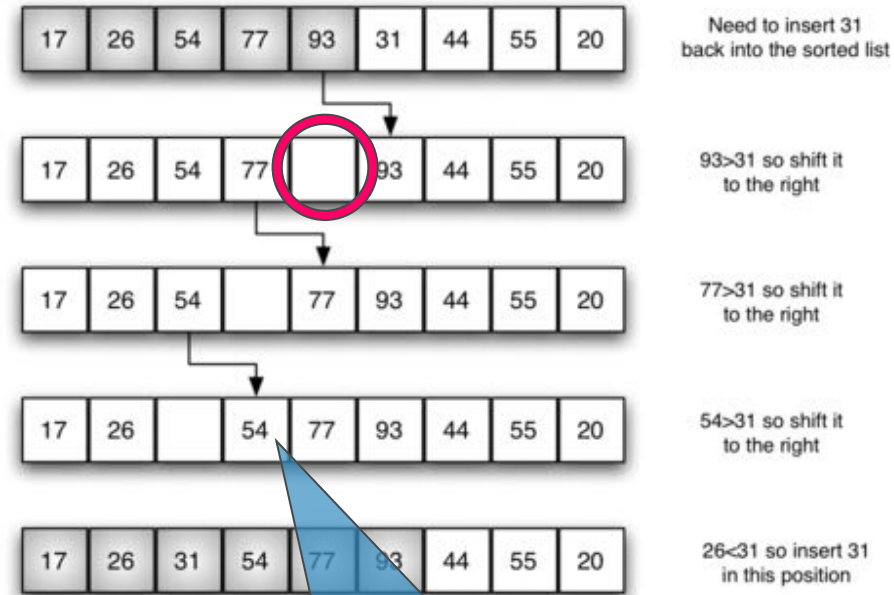 17 26 54 77 93 31 44 55 20
Need to insert 31
back into the sorted list
17 26 54 77 93 44 55 20
93>31 so shift it
to the right
17 26 54 77 93 44 55 20
77>31 so shift it
to the right
17 26 54 77 93 44 55 20
54>31 so shift it
to the right
17 26 31 54 77 93 44 55 20
26<31 so insert 31
in this position